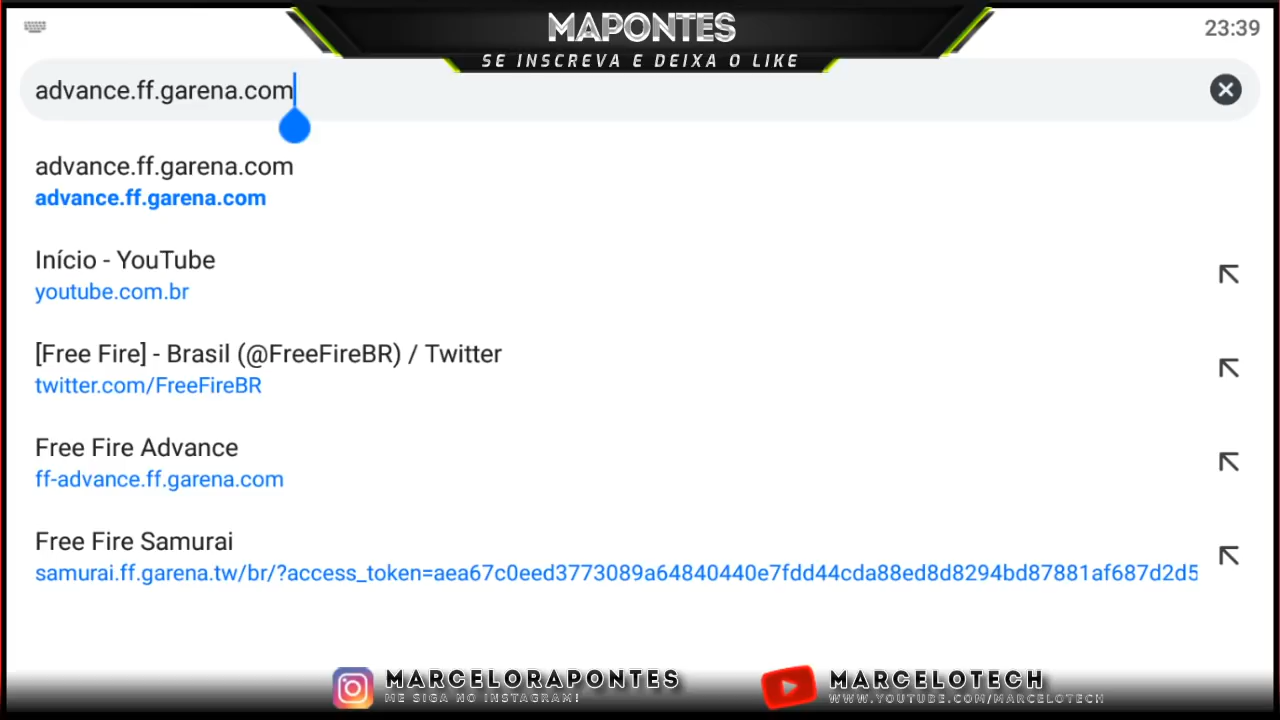 MAPONTES
23:39
SE INSCREVA E DEIXA O LIKE
advance.ff.garena.com
advance.ff.garena.com
advance.ff.garena.com
Início - YouTube
youtube.com.br
[Free Fire] - Brasil (@FreeFireBR) / Twitter
twitter.com/FreeFireBR
Free Fire Advance
ff-advance.ff.garena.com
Free Fire Samurai
samurai.ff.garena.tw/br/?access_token=aea67c0eed3773089a64840440e7fdd44cda88ed8d8294bd87881af687d2d5
MARCELORAPONTES
ME SIGA NO INSTAGRAM!
MARCELOTECH
WWW.YOUTUBE.COM/MARCELOTECH